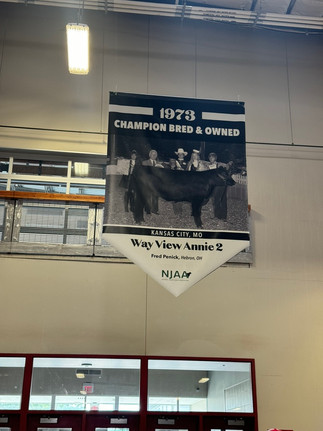 1973
CHAMPION BRED & OWNED
KANSAS CITY, MO
Way View Annie 2
Fred Penick, Hebron, OH
NJAA